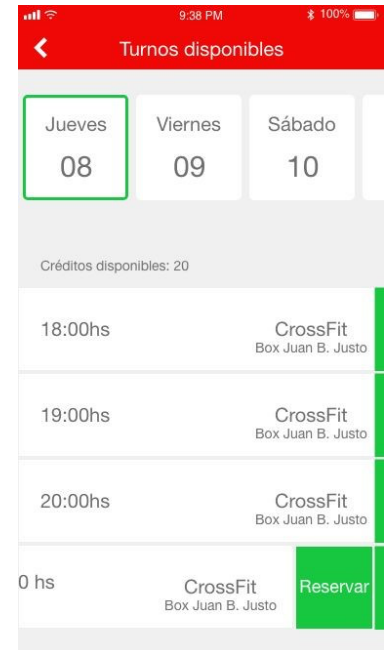 9:38 PM
100%
Turnos disponibles
Jueves
Viernes
Sábado
08
09
10
Créditos disponibles: 20
18:00hs
CrossFit
Box Juan B. Justo
19:00hs
CrossFit
Box Juan B. Justo
20:00hs
CrossFit
Box Juan B. Justo
0 hs
CrossFit
Box Juan B. Justo
Reservar